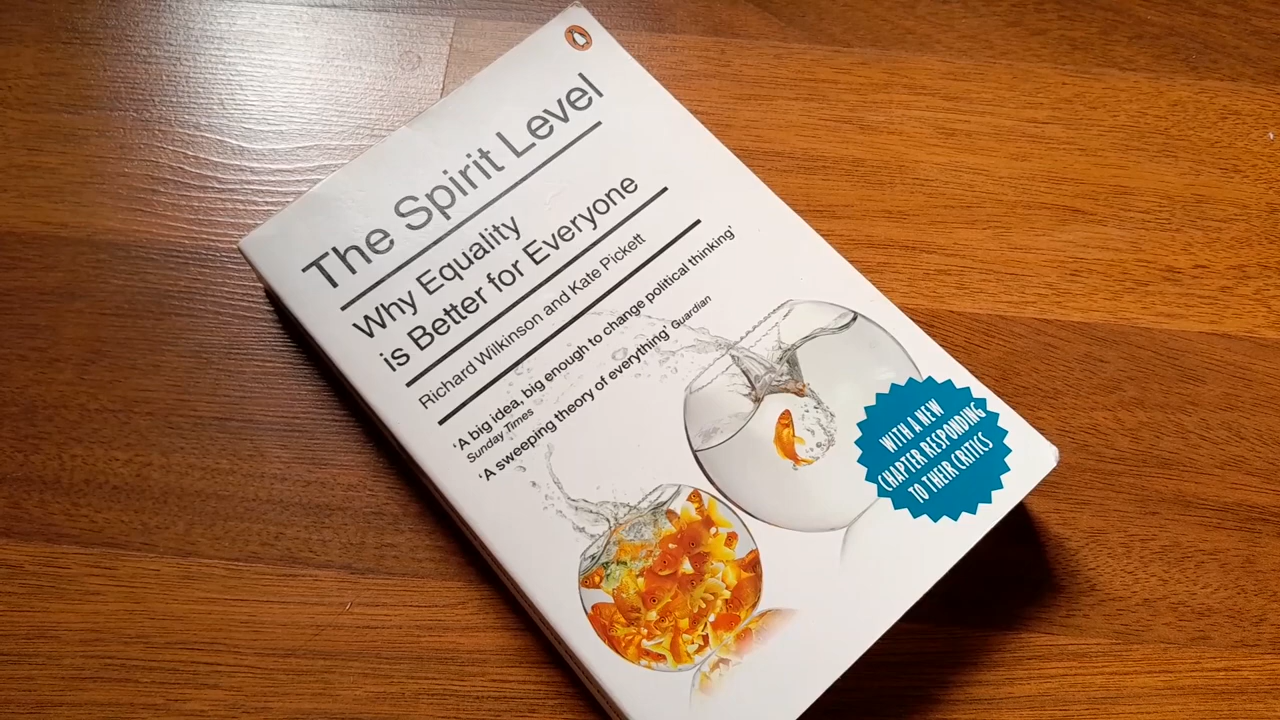 The Spirit Level
Why Equality
is Better for Everyone
Richard Wilkinson and Kate Pickett
'A big idea, big enough to change political thinking'
Sunday Times
'A sweeping theory of everything' Guardian
WITH A NEW
CHAPTER RESPONDING
TO THEIR CRITICS